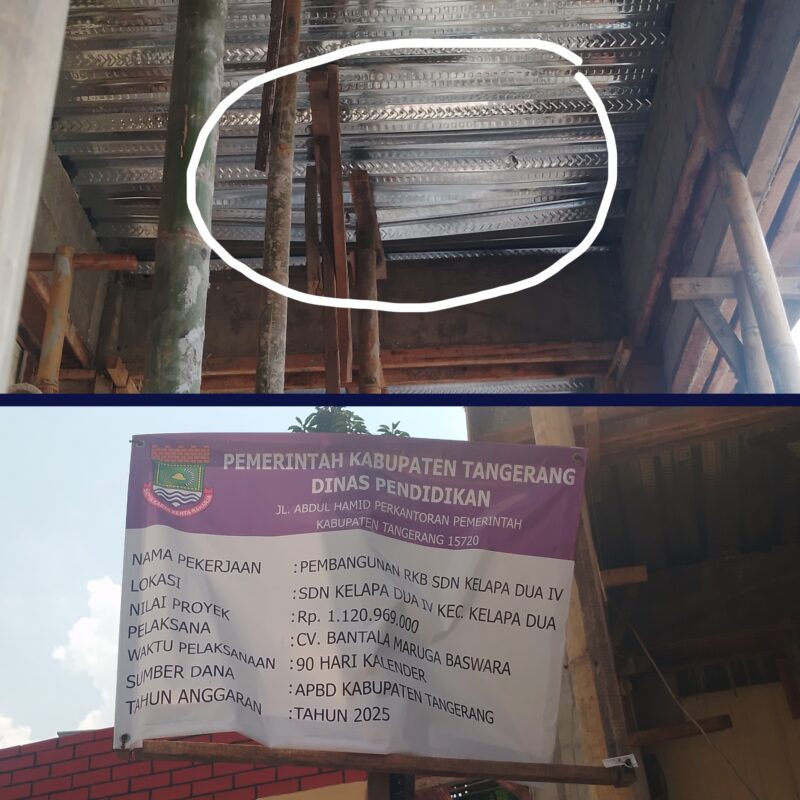 PEMERINTAH KABUPATEN TANGERANG
DINAS PENDIDIKAN
JL. ABDUL HAMID PERKANTORAN PEMERINTAH
KABUPATEN TANGERANG 15720
NAMA PEKERJAAN : PEMBANGUNAN RKB SDN KELAPA DUA IV
LOKASI : SDN KELAPA DUA IV KEC. KELAPA DUA
NILAI PROYEK : Rp. 1.120.969.000
PELAKSANA : CV. BANTALA MARUGA BASWARA
WAKTU PELAKSANAAN : 90 HARI KALENDER
SUMBER DANA : APBD KABUPATEN TANGERANG
TAHUN ANGGARAN : TAHUN 2025